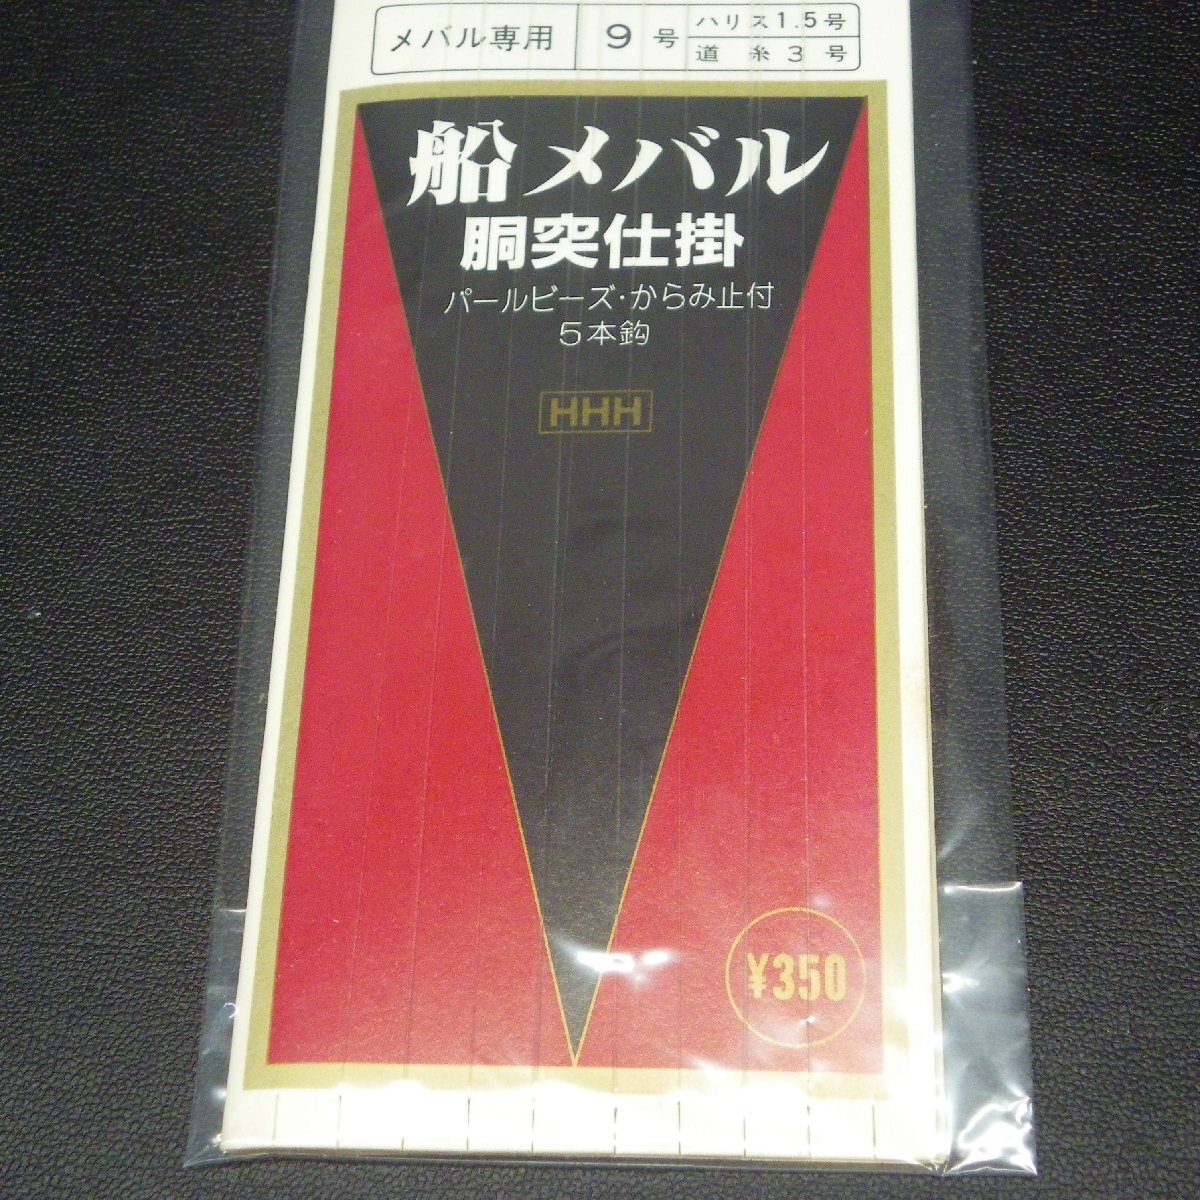 メバル専用 9号 ハリス1.5号
道糸3号
船メバル
胴突仕掛
パールビーズ・からみ止付
5本鈎
HHH
¥350